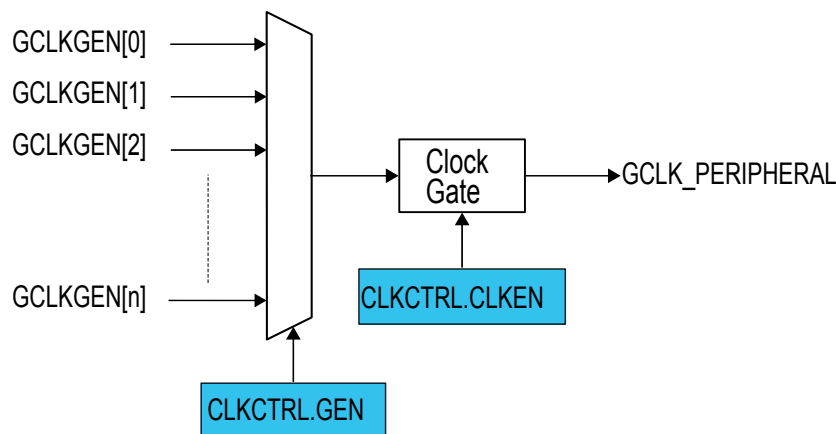 GCLKGEN[0]
GCLKGEN[1]
GCLKGEN[2]
Clock
Gate
GCLK_PERIPHERAL
GCLKGEN[n]
CLKCTRL.CLKEN
CLKCTRL.GEN